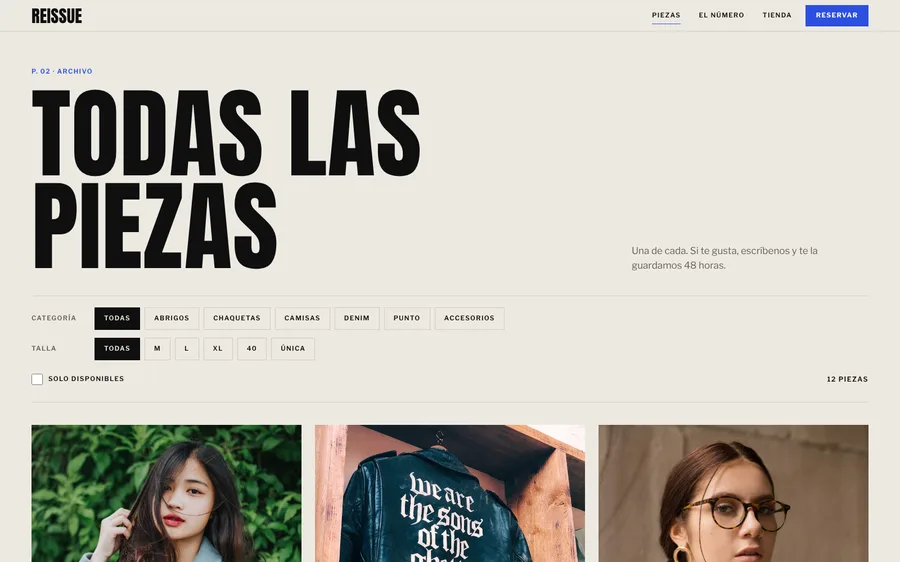 REISSUE
PIEZAS EL NÚMERO TIENDA RESERVAR
P. 02 · ARCHIVO
TODAS LAS
PIEZAS
Una de cada. Si te gusta, escríbenos y te la
guardamos 48 horas.
CATEGORÍA TODAS ABRIGOS CHAQUETAS CAMISAS DENIM PUNTO ACCESORIOS
TALLA TODAS M L XL 40 ÚNICA
SOLO DISPONIBLES
12 PIEZAS
we are
the sons
of the